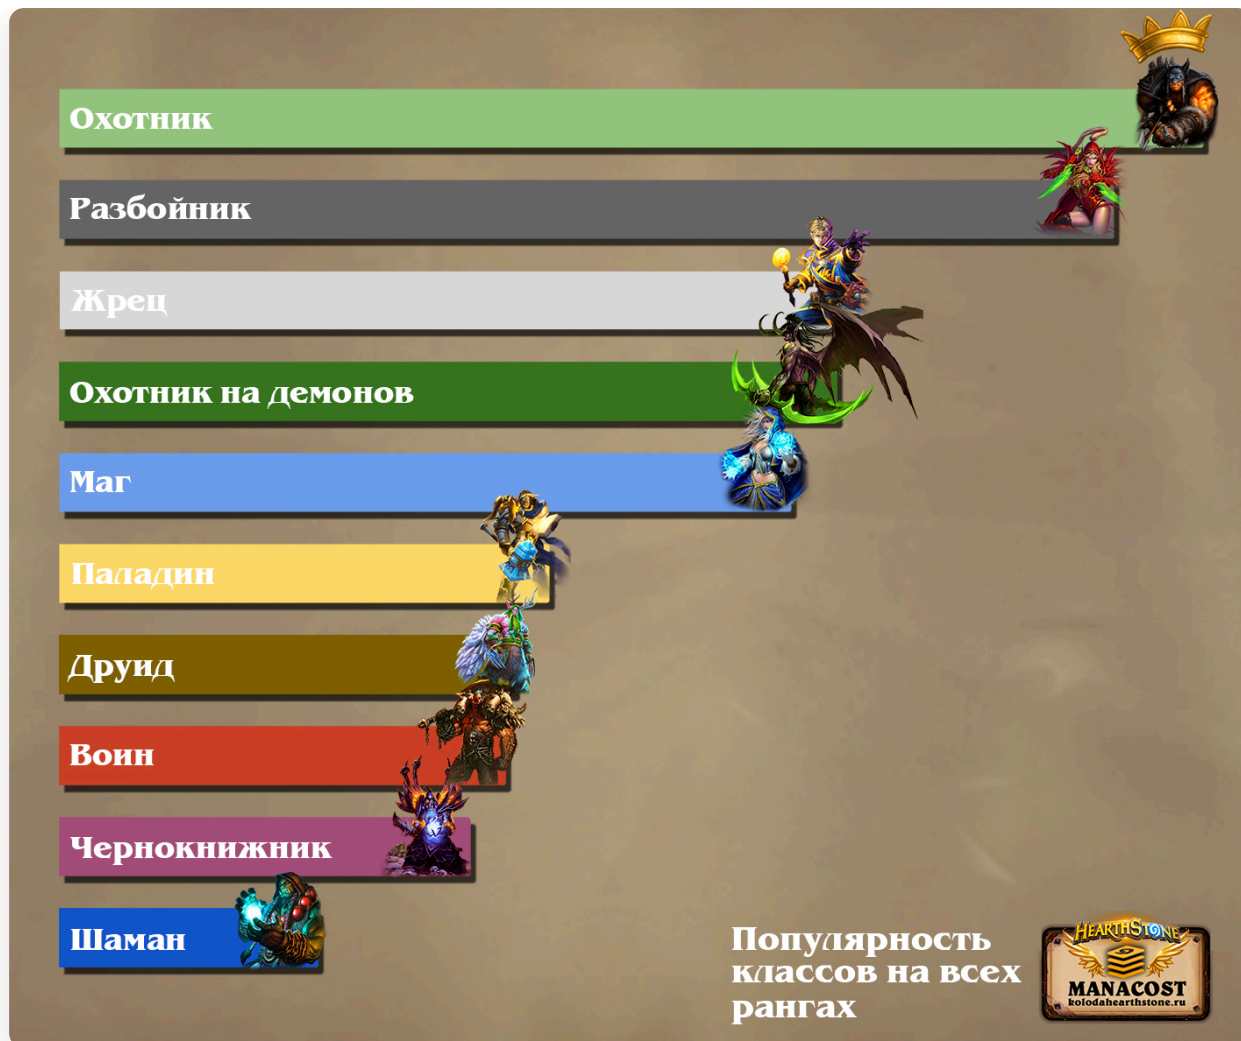 Охотник
Разбойник
Жрец
Охотник на демонов
Маг
Паладин
Друид
Воин
Чернокнижник
Шаман
Популярность
классов на всех
рангах
HEARTHSTONE
MANACOST
kolodahearthstone.ru